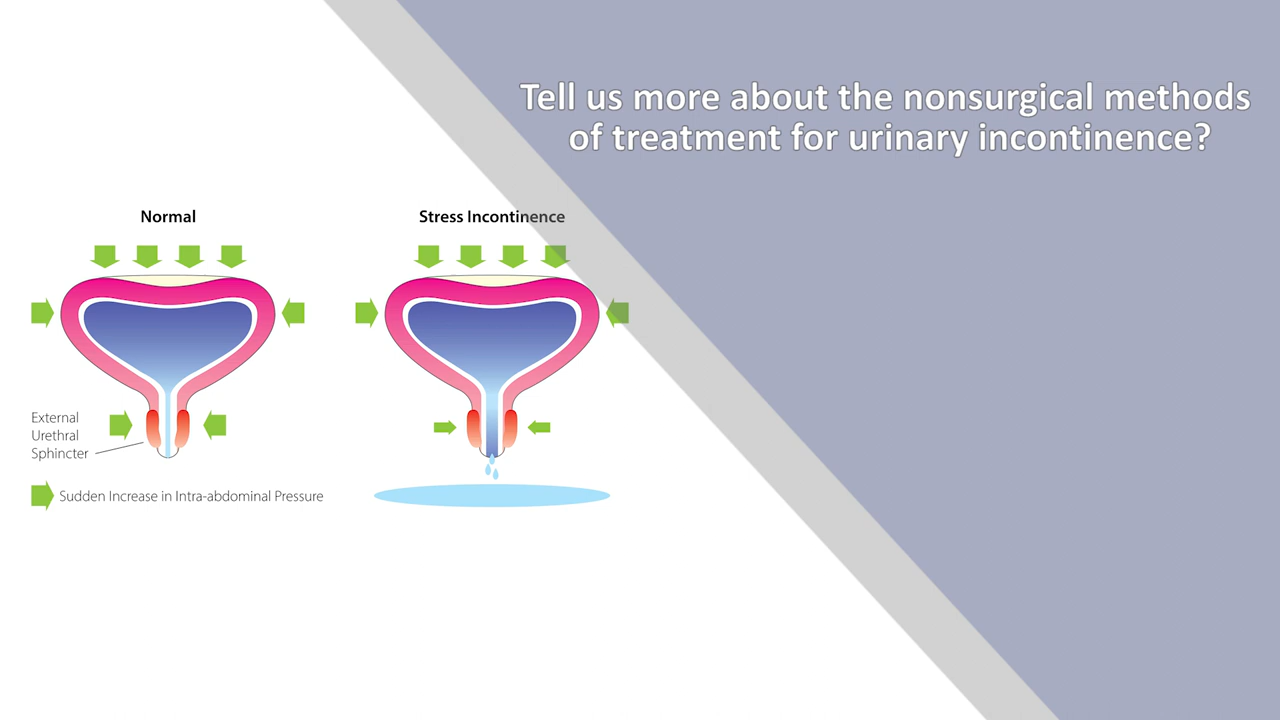 Tell us more about the nonsurgical methods
of treatment for urinary incontinence?
Normal
Stress Incontinence
External
Urethral
Sphincter
Sudden Increase in Intra-abdominal Pressure